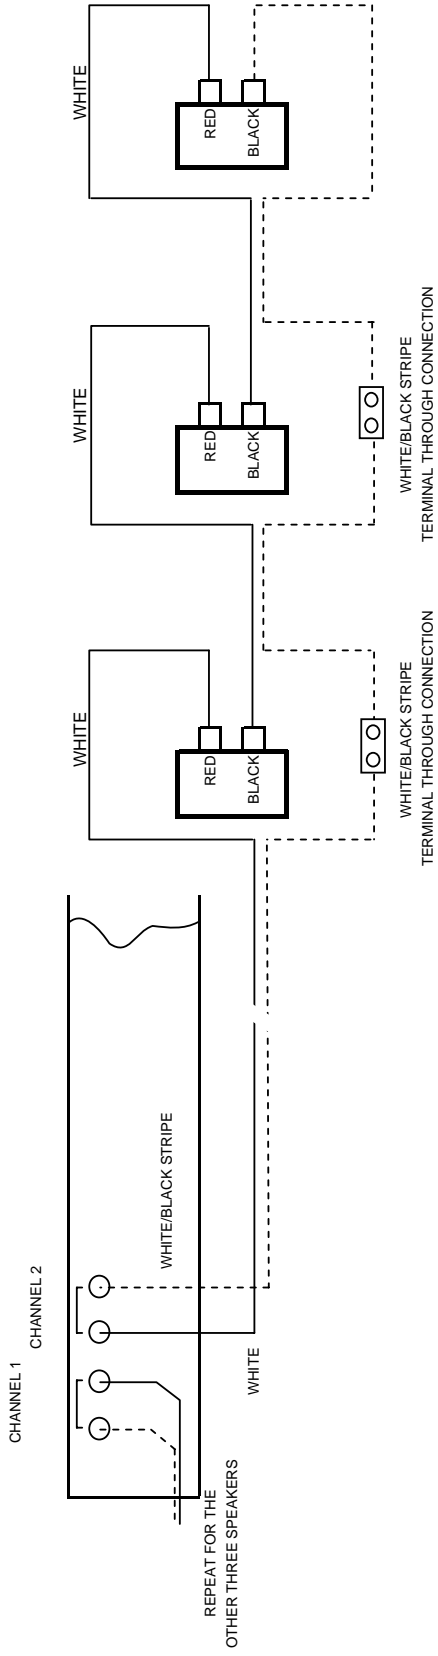 CHANNEL 1
CHANNEL 2
WHITE/BLACK STRIPE
WHITE
REPEAT FOR THE
OTHER THREE SPEAKERS
WHITE
RED
BLACK
WHITE/BLACK STRIPE
TERMINAL THROUGH CONNECTION
WHITE
RED
BLACK
WHITE/BLACK STRIPE
TERMINAL THROUGH CONNECTION
WHITE
RED
BLACK